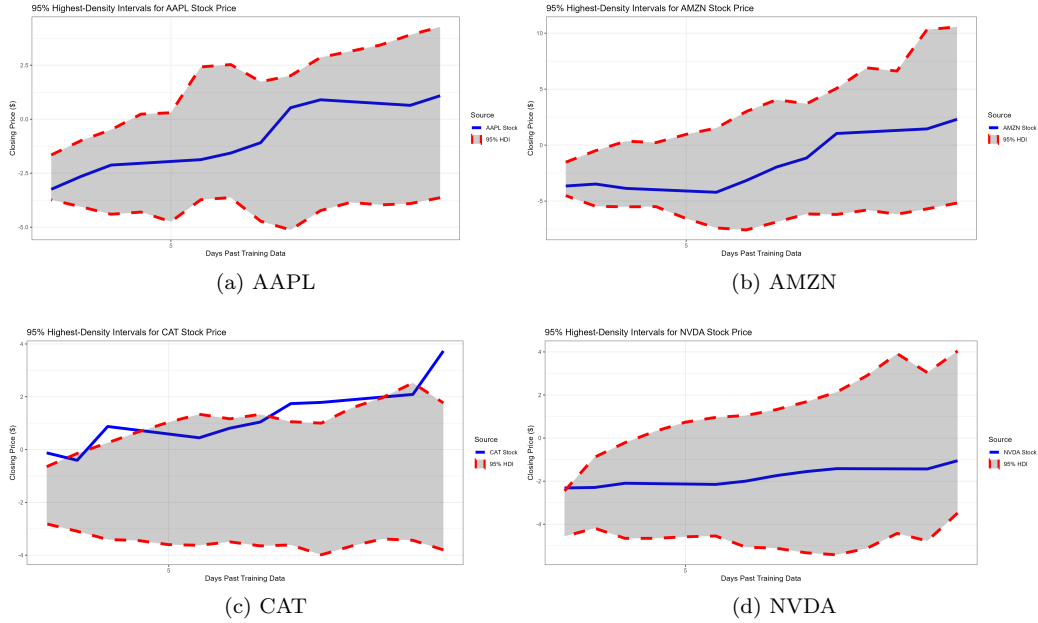 95% Highest-Density Intervals for AAPL Stock Price
Closing Price ($)
2.5
0.0
-2.5
-5.0
5
Days Past Training Data
Source
AAPL Stock
95% HDI
(a) AAPL
95% Highest-Density Intervals for AMZN Stock Price
Closing Price ($)
10
5
0
-5
5
Days Past Training Data
Source
AMZN Stock
95% HDI
(b) AMZN
95% Highest-Density Intervals for CAT Stock Price
Closing Price ($)
4
2
0
-2
-4
5
Days Past Training Data
Source
CAT Stock
95% HDI
(c) CAT
95% Highest-Density Intervals for NVDA Stock Price
Closing Price ($)
4
2
0
-2
-4
5
Days Past Training Data
Source
NVDA Stock
95% HDI
(d) NVDA